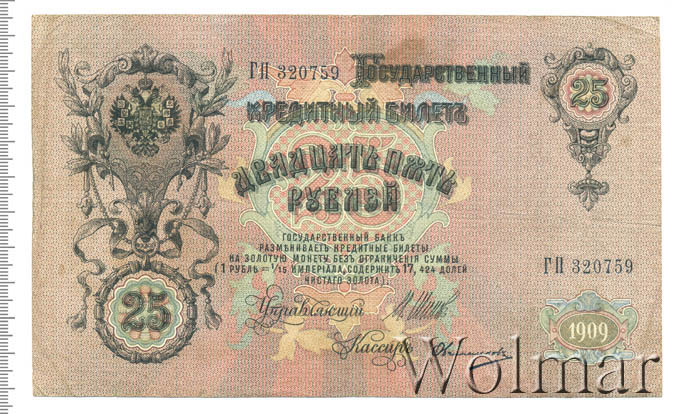 ГП 320759 Государственный
25
Кредитный Билетъ
Двадцать пять
рублей
Государственный Банкъ
размѣниваетъ кредитные билеты
на золотую монету безъ ограниченія суммы
(1 рубль = 1/15 имперіала, содержитъ 17,424 долей
чистаго золота).
ГП 320759
25
Управляющій
Кассиръ
1909
Wolmar